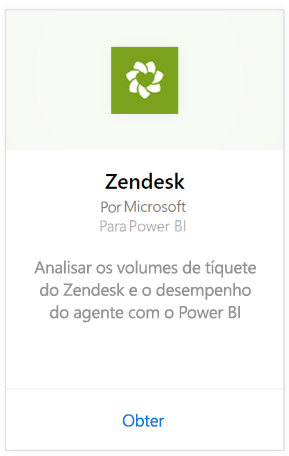 Zendesk
Por Microsoft
Para Power BI
Analisar os volumes de tíquete
do Zendesk e o desempenho
do agente com o Power BI
Obter